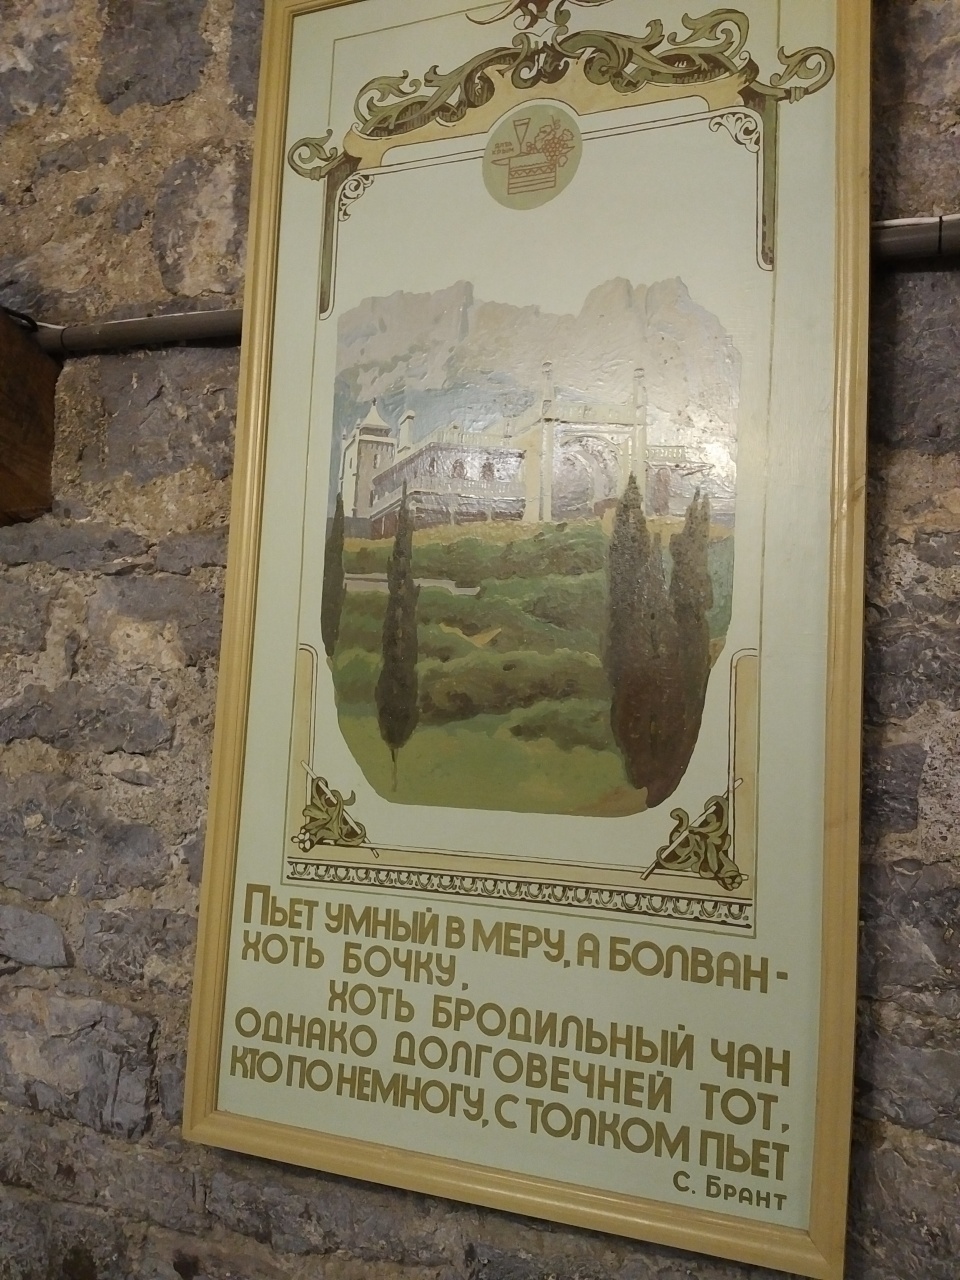 Пьет умный в меру, а болван -
хоть бочку,
хоть бродильный чан
однако долговечней тот,
кто по немногу, с толком пьет
С. Брант